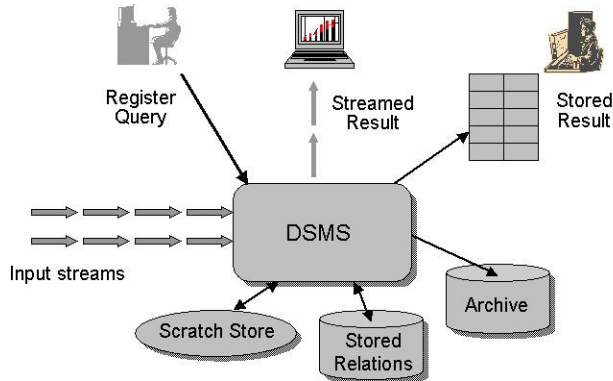 Register
Query
Streamed
Result
Stored
Result
DSMS
Input streams
Scratch Store
Stored
Relations
Archive